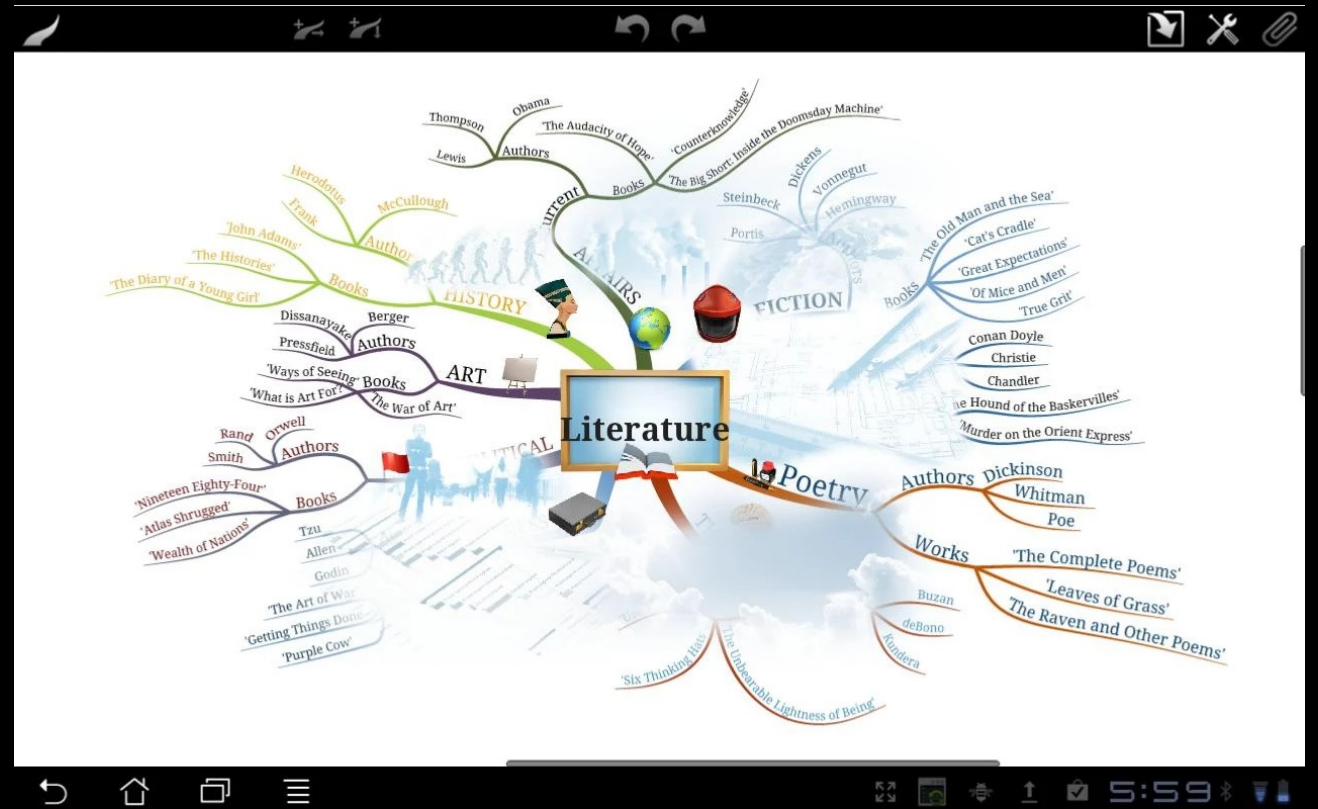 Literature
urrent
AFFAIRS
Authors
Obama
Thompson
Lewis
Books
'The Audacity of Hope'
'Counterknowledge'
'The Big Short: Inside the Doomsday Machine'
FICTION
Authors
Dickens
Vonnegut
Hemingway
Steinbeck
Portis
Books
'The Old Man and the Sea'
'Cat's Cradle'
'Great Expectations'
'Of Mice and Men'
'True Grit'
Conan Doyle
Christie
Chandler
e Hound of the Baskervilles'
'Murder on the Orient Express'
Poetry
Authors
Dickinson
Whitman
Poe
Works
'The Complete Poems'
'Leaves of Grass'
'The Raven and Other Poems'
Buzan
deBono
Kundera
'Six Thinking Hats'
'The Unbearable Lightness of Being'
Tzu
Allen
Godin
'The Art of War
'Getting Things Done
'Purple Cow'
LITICAL
Authors
Orwell
Rand
Smith
Books
'Nineteen Eighty-Four'
'Atlas Shrugged'
'Wealth of Nations'
ART
Authors
Berger
Dissanayake
Pressfield
Books
'Ways of Seeing'
'What is Art For?'
'The War of Art'
HISTORY
Author
Herodotus
Frank
McCullough
Books
'John Adams'
'The Histories'
'The Diary of a Young Girl'
5:59